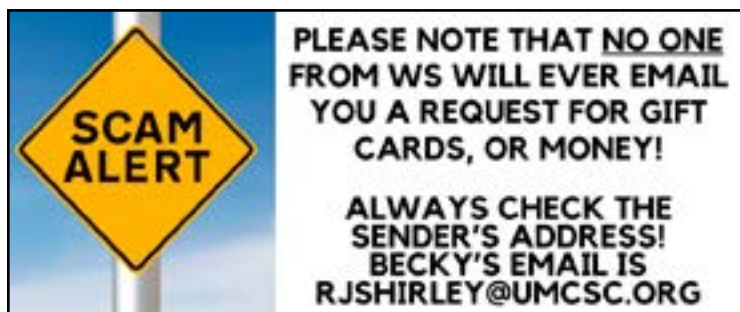 SCAM
ALERT
PLEASE NOTE THAT NO ONE
FROM WS WILL EVER EMAIL
YOU A REQUEST FOR GIFT
CARDS, OR MONEY!
ALWAYS CHECK THE
SENDER'S ADDRESS!
BECKY'S EMAIL IS
RJSHIRLEY@UMCSC.ORG